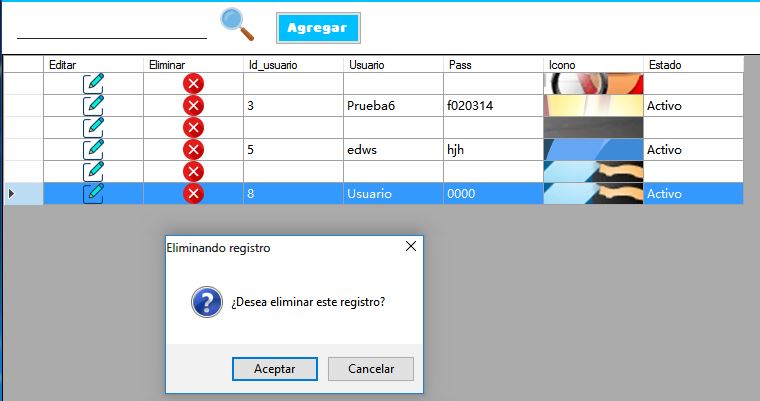 Agregar
Editar Eliminar Id_usuario Usuario Pass Icono Estado
3 Prueba6 f020314 Activo
5 edws hjh Activo
8 Usuario 0000 Activo
Eliminando registro
¿Desea eliminar este registro?
Aceptar Cancelar